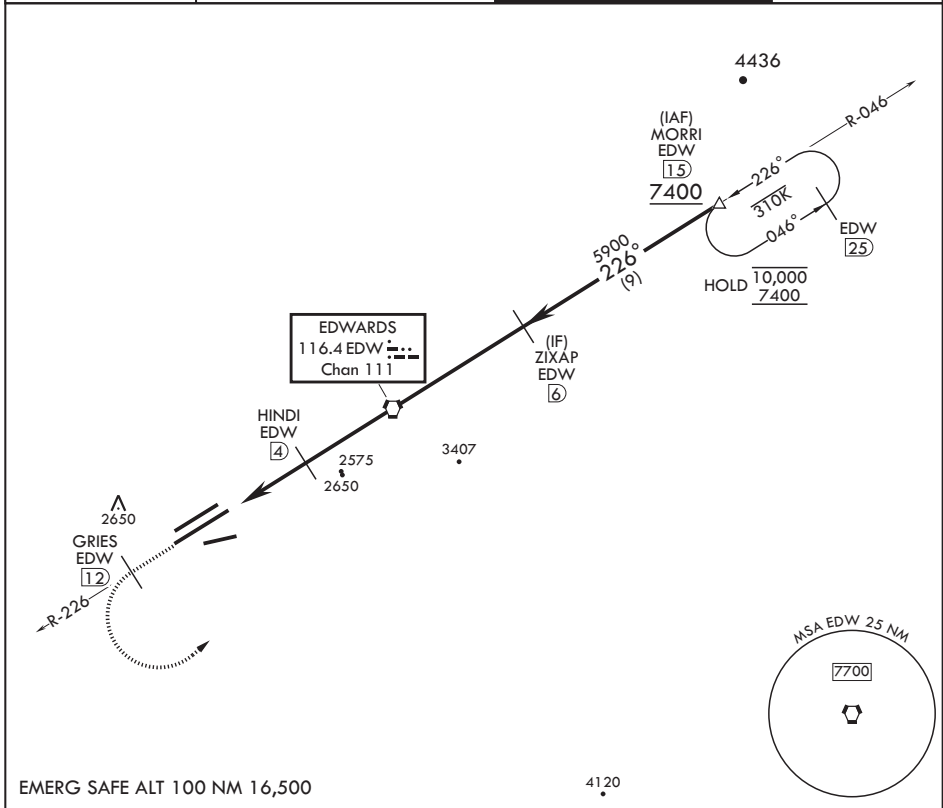 4436
R-046
(IAF)
MORRI
EDW
15
7400
226°
310K
046°
EDW
25
HOLD 10,000
7400
5900
226°
(9)
(IF)
ZIXAP
EDW
6
EDWARDS
116.4 EDW
Chan 111
HINDI
EDW
4
2575
2650
3407
2650
GRIES
EDW
12
R-226
MSA EDW 25 NM
7700
EMERG SAFE ALT 100 NM 16,500
4120